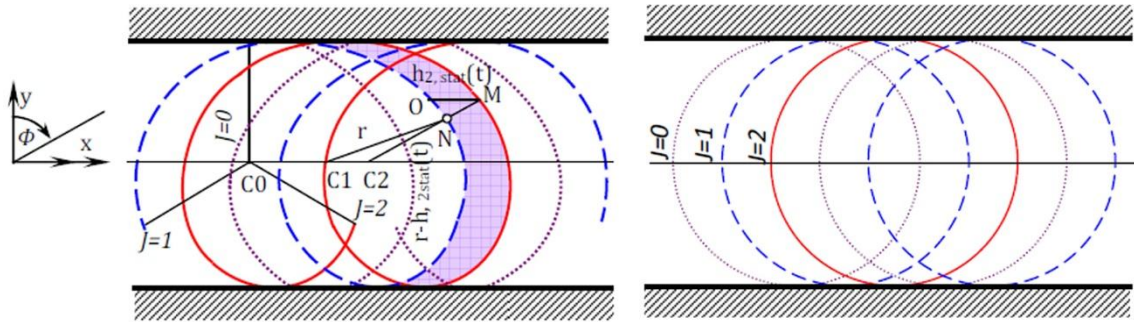 y
Φ
x
J=0
C0
J=1
J=2
C1
C2
r
h2, stat(t)
O
M
N
r-h, 2stat(t)
J=0
J=1
J=2